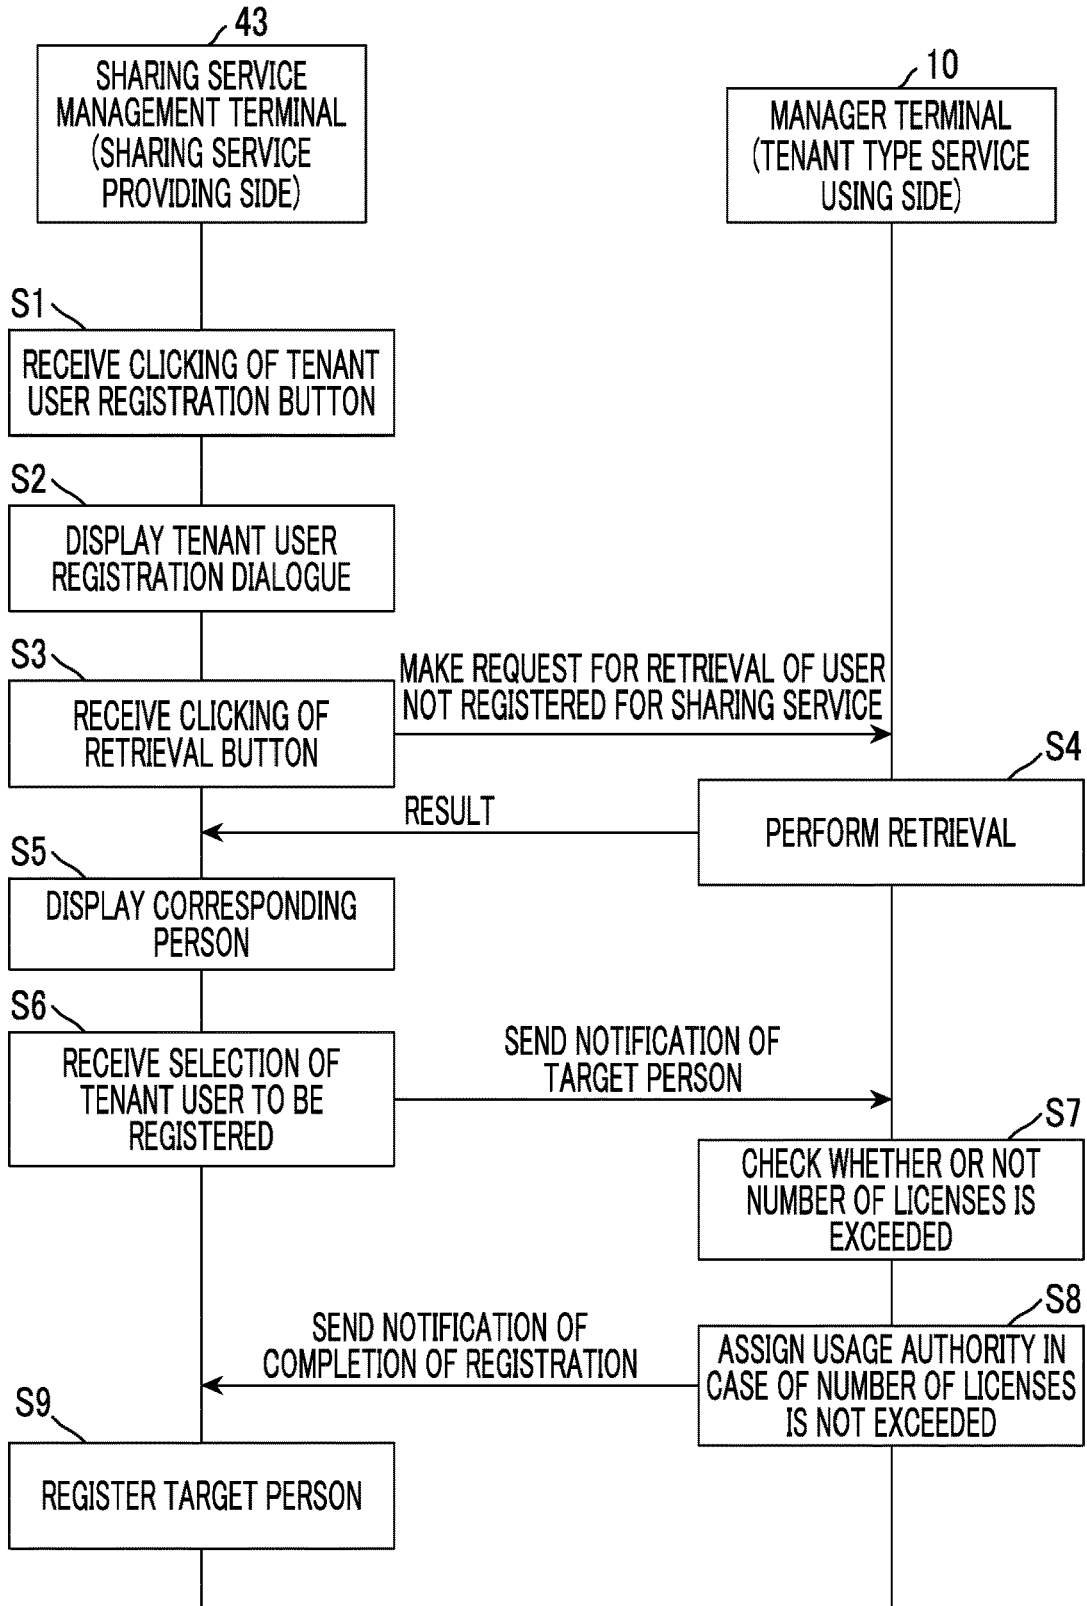 43
SHARING SERVICE
MANAGEMENT TERMINAL
(SHARING SERVICE
PROVIDING SIDE)
10
MANAGER TERMINAL
(TENANT TYPE SERVICE
USING SIDE)
S1
RECEIVE CLICKING OF TENANT
USER REGISTRATION BUTTON
S2
DISPLAY TENANT USER
REGISTRATION DIALOGUE
S3
RECEIVE CLICKING OF
RETRIEVAL BUTTON
MAKE REQUEST FOR RETRIEVAL OF USER
NOT REGISTERED FOR SHARING SERVICE
S4
PERFORM RETRIEVAL
RESULT
S5
DISPLAY CORRESPONDING
PERSON
S6
RECEIVE SELECTION OF
TENANT USER TO BE
REGISTERED
SEND NOTIFICATION OF
TARGET PERSON
S7
CHECK WHETHER OR NOT
NUMBER OF LICENSES IS
EXCEEDED
S8
ASSIGN USAGE AUTHORITY IN
CASE OF NUMBER OF LICENSES
IS NOT EXCEEDED
SEND NOTIFICATION OF
COMPLETION OF REGISTRATION
S9
REGISTER TARGET PERSON